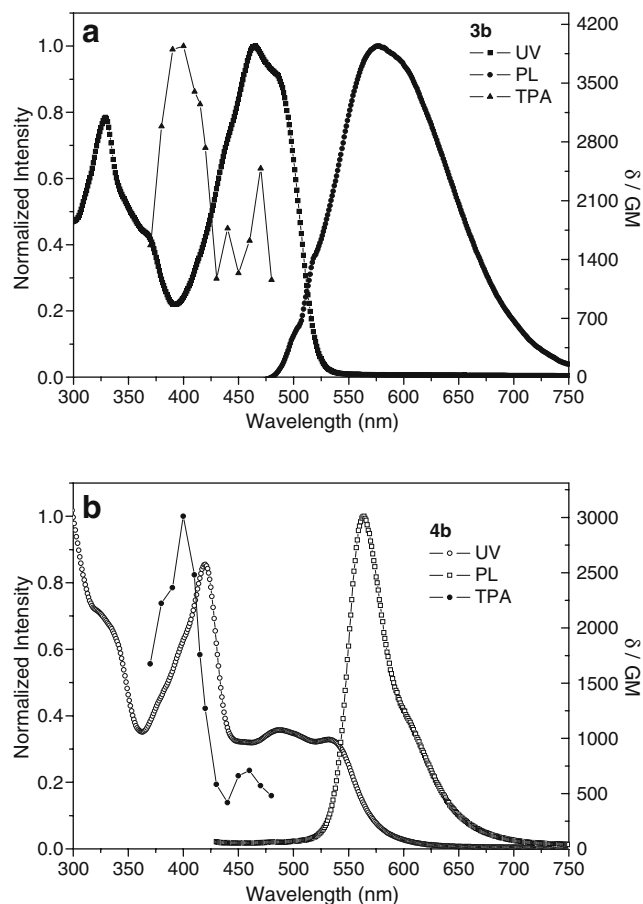 a
3b
UV
PL
TPA
1.0
0.8
0.6
0.4
0.2
0.0
Normalized Intensity
4200
3500
2800
2100
1400
700
0
δ / GM
300 350 400 450 500 550 600 650 700 750
Wavelength (nm)
b
4b
UV
PL
TPA
1.0
0.8
0.6
0.4
0.2
0.0
Normalized Intensity
3000
2500
2000
1500
1000
500
0
δ / GM
300 350 400 450 500 550 600 650 700 750
Wavelength (nm)